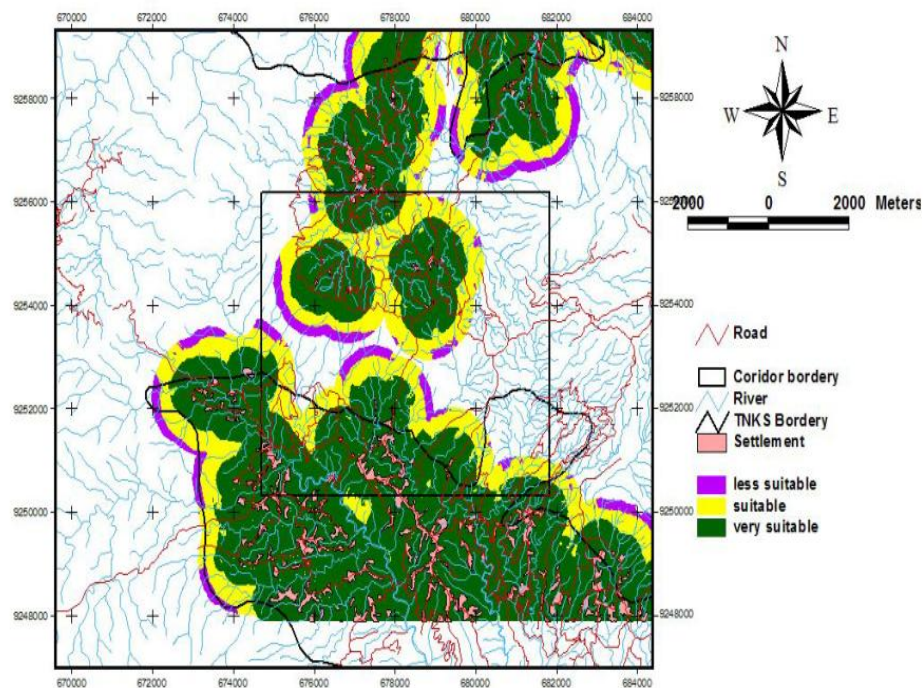 670000 672000 674000 676000 678000 680000 682000 684000
9258000 9258000
9256000
9254000 9254000
9252000 9252000
9250000 9250000
9248000 9248000
670000 672000 674000 676000 678000 680000 682000 684000
N
W E
S
2000 0 2000 Meters
Road
Coridor bordery
River
TNKS Bordery
Settlement
less suitable
suitable
very suitable